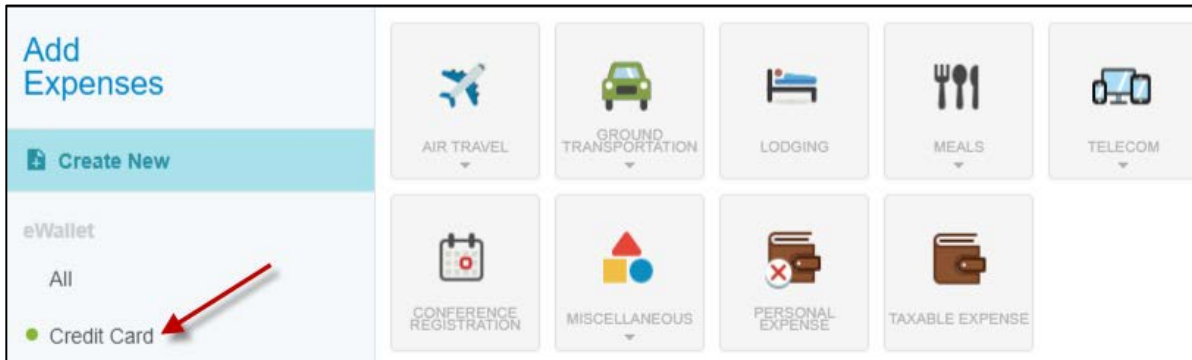 Add
Expenses
Create New
eWallet
All
Credit Card
AIR TRAVEL
GROUND
TRANSPORTATION
LODGING
MEALS
TELECOM
CONFERENCE
REGISTRATION
MISCELLANEOUS
PERSONAL
EXPENSE
TAXABLE EXPENSE